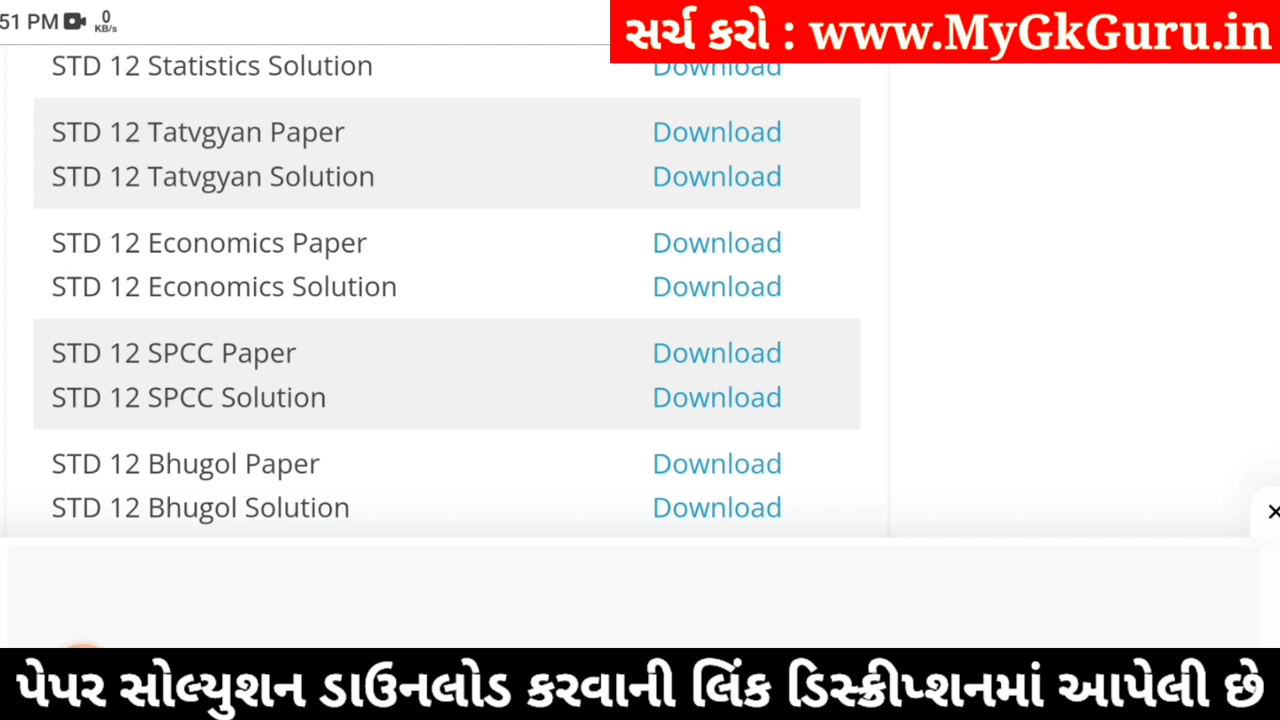 51 PM 0 KB/s
સર્ચ કરો : www.MyGkGuru.in
STD 12 Statistics Solution Download
STD 12 Tatvgyan Paper Download
STD 12 Tatvgyan Solution Download
STD 12 Economics Paper Download
STD 12 Economics Solution Download
STD 12 SPCC Paper Download
STD 12 SPCC Solution Download
STD 12 Bhugol Paper Download
STD 12 Bhugol Solution Download
પેપર સોલ્યુશન ડાઉનલોડ કરવાની લિંક ડિસ્ક્રીપ્શનમાં આપેલી છે